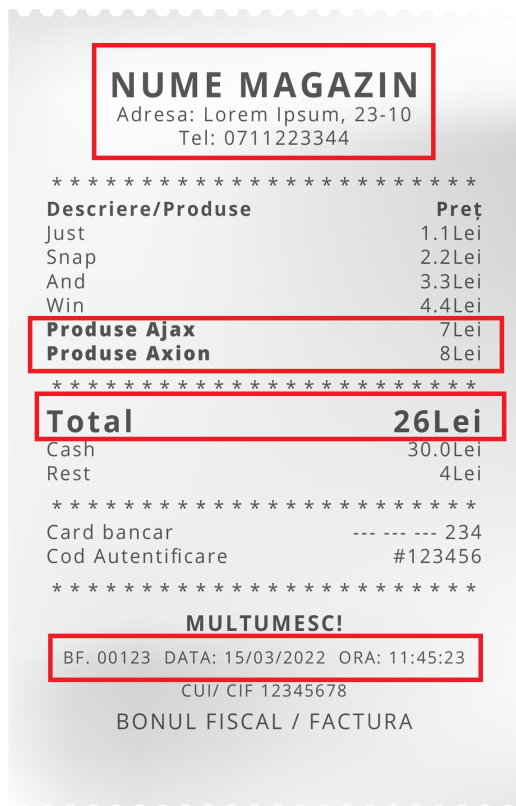 NUME MAGAZIN
Adresa: Lorem Ipsum, 23-10
Tel: 0711223344
* * * * * * * * * * * * * * * * * * * * * * * *
Descriere/Produse Preț
Just 1.1Lei
Snap 2.2Lei
And 3.3Lei
Win 4.4Lei
Produse Ajax 7Lei
Produse Axion 8Lei
* * * * * * * * * * * * * * * * * * * * * * * *
Total 26Lei
Cash 30.0Lei
Rest 4Lei
* * * * * * * * * * * * * * * * * * * * * * * *
Card bancar --- --- --- 234
Cod Autentificare #123456
* * * * * * * * * * * * * * * * * * * * * * * *
MULTUMESC!
BF. 00123 DATA: 15/03/2022 ORA: 11:45:23
CUI/ CIF 12345678
BONUL FISCAL / FACTURA